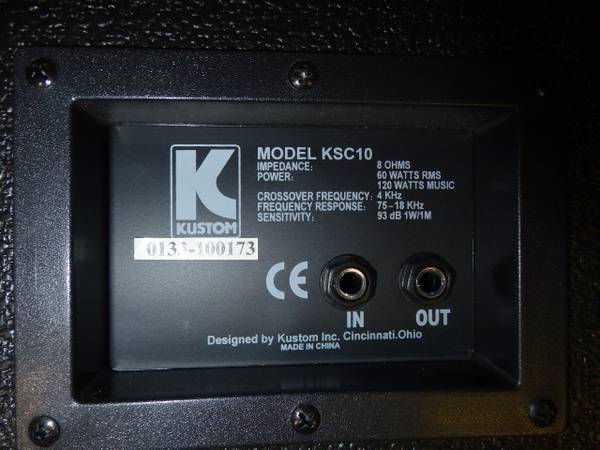 MODEL KSC10
IMPEDANCE: 8 OHMS
POWER: 60 WATTS RMS
120 WATTS MUSIC
CROSSOVER FREQUENCY: 4 KHz
FREQUENCY RESPONSE: 75-18 KHz
SENSITIVITY: 93 dB 1W/1M
K
KUSTOM
0133-100173
CE
IN OUT
Designed by Kustom Inc. Cincinnati.Ohio
MADE IN CHINA